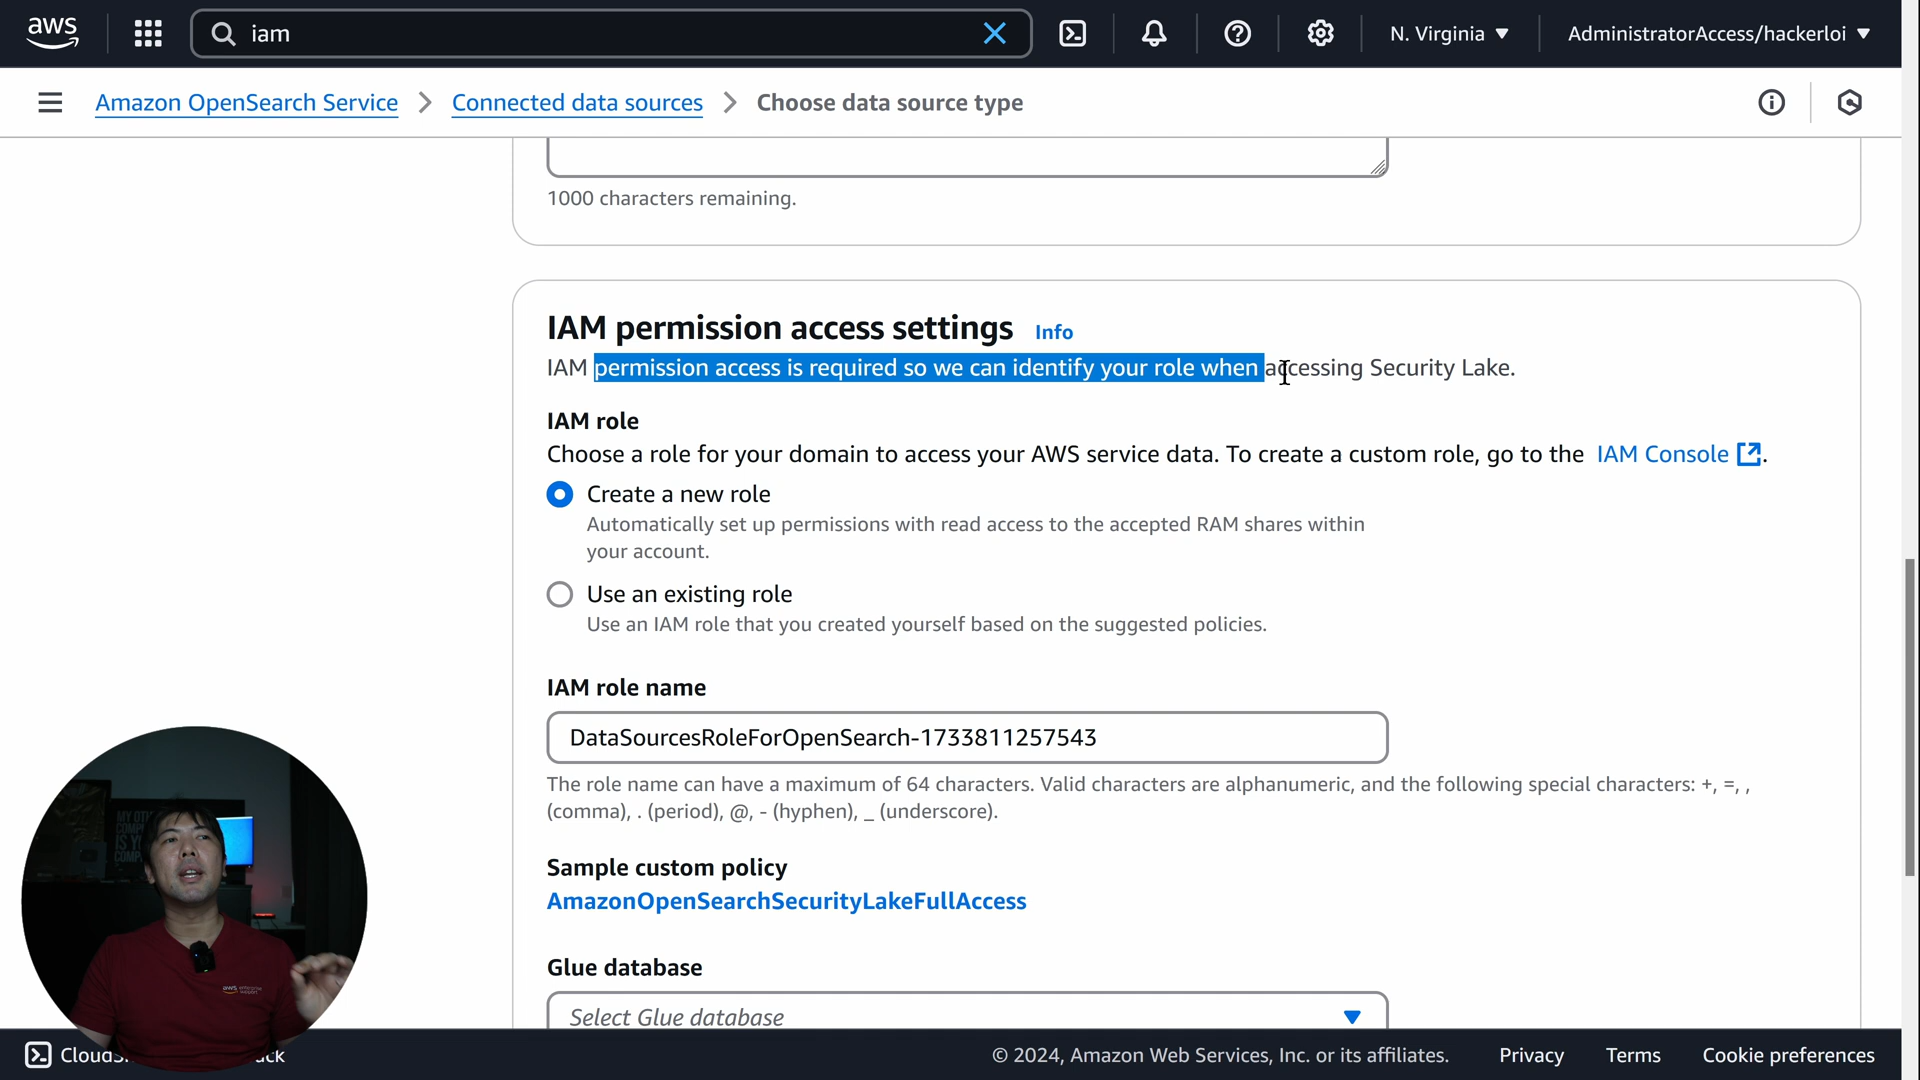 aws
iam
N. Virginia
AdministratorAccess/hackerloi
Amazon OpenSearch Service
Connected data sources
Choose data source type
1000 characters remaining.
IAM permission access settings Info
IAM permission access is required so we can identify your role when accessing Security Lake.
IAM role
Choose a role for your domain to access your AWS service data. To create a custom role, go to the IAM Console.
Create a new role
Automatically set up permissions with read access to the accepted RAM shares within
your account.
Use an existing role
Use an IAM role that you created yourself based on the suggested policies.
IAM role name
DataSourcesRoleForOpenSearch-1733811257543
The role name can have a maximum of 64 characters. Valid characters are alphanumeric, and the following special characters: +, =, ,
(comma), . (period), @, - (hyphen), _ (underscore).
Sample custom policy
AmazonOpenSearchSecurityLakeFullAccess
Glue database
Select Glue database
aws
© 2024, Amazon Web Services, Inc. or its affiliates.
Privacy
Terms
Cookie preferences